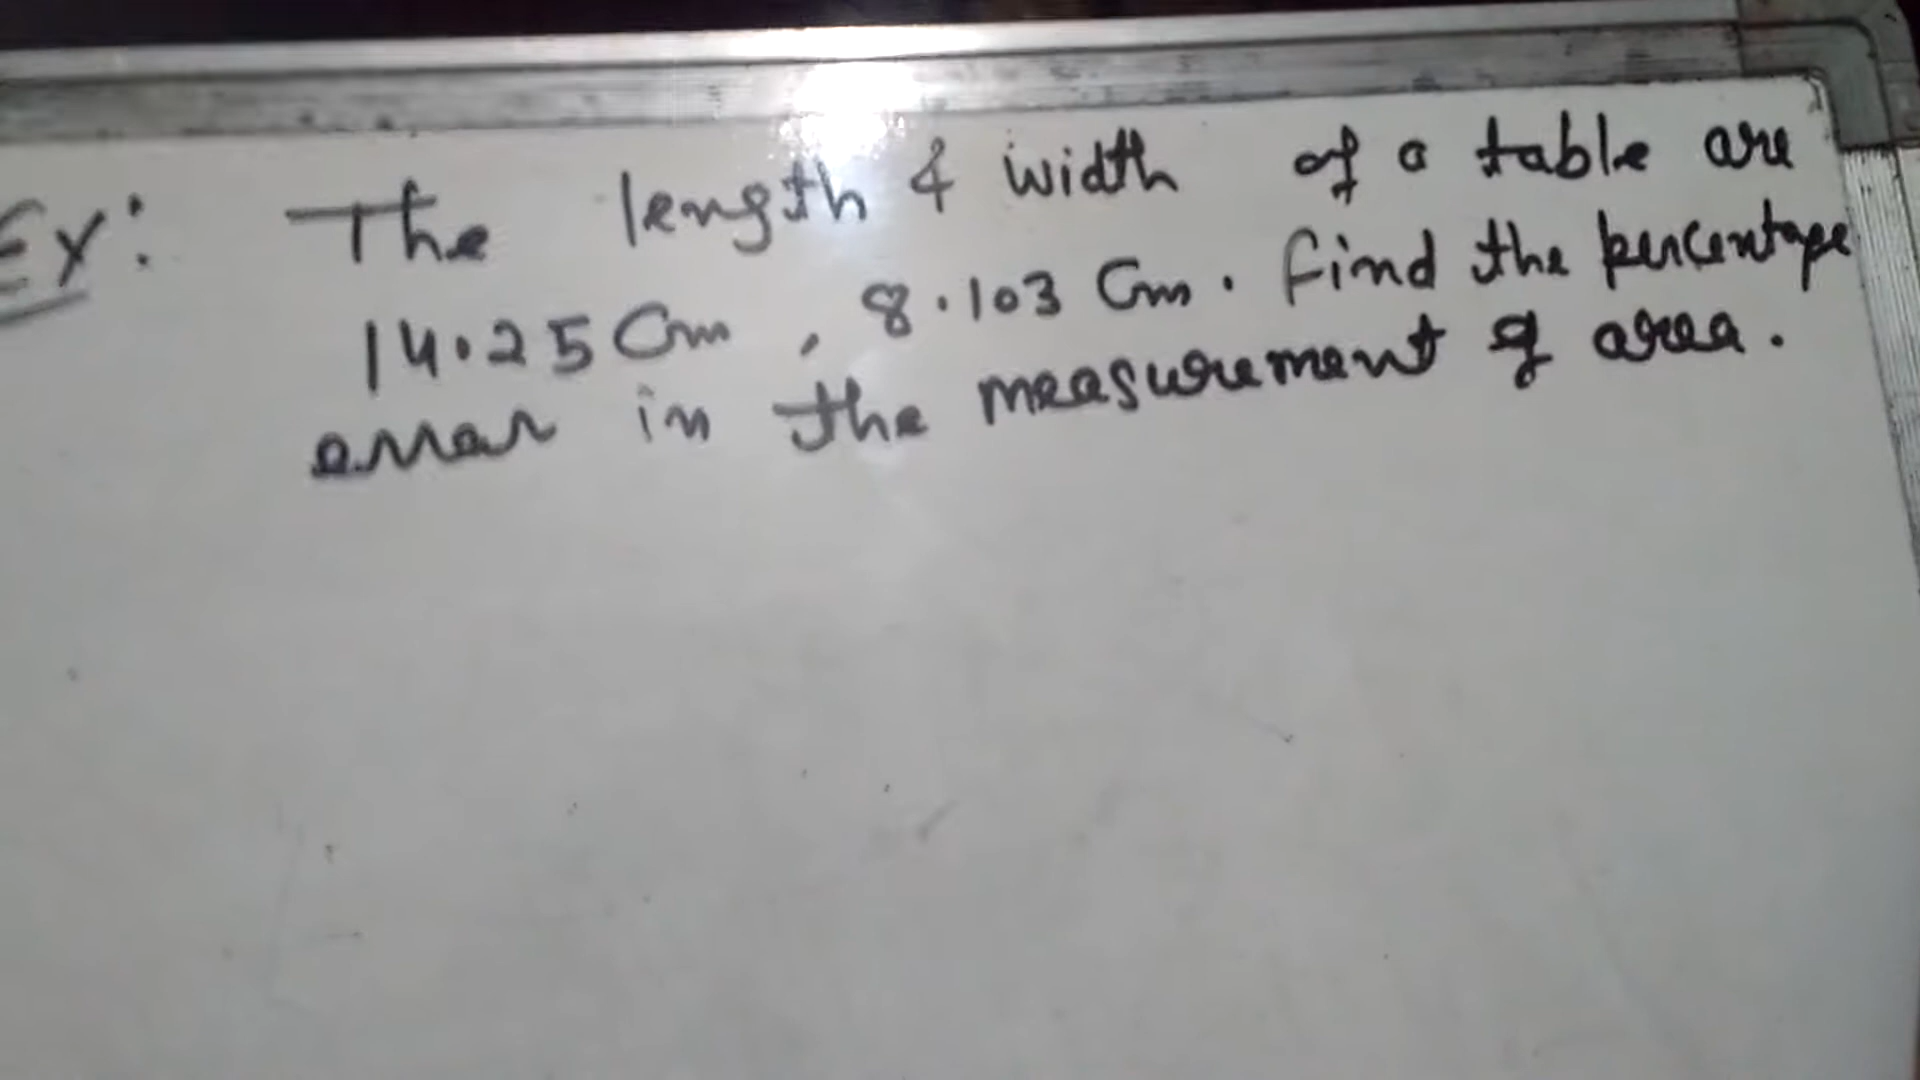 Ex: The length & width of a table are
14.25 Cm, 8.103 Cm. find the percentage
error in the measurement of area.